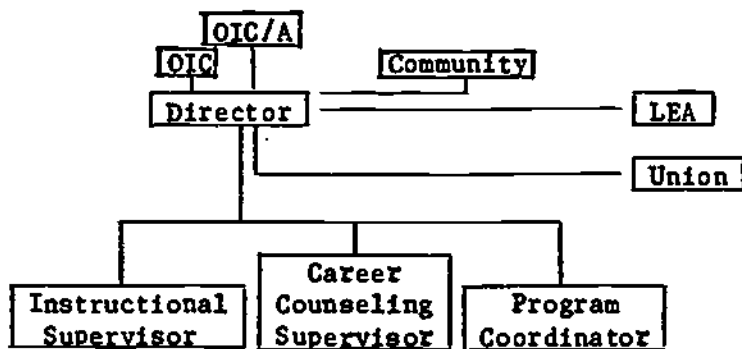 OIC/A
OIC
Community
Director
LEA
Union
Career
Instructional
Counseling
Program
Supervisor
Supervisor
Coordinator